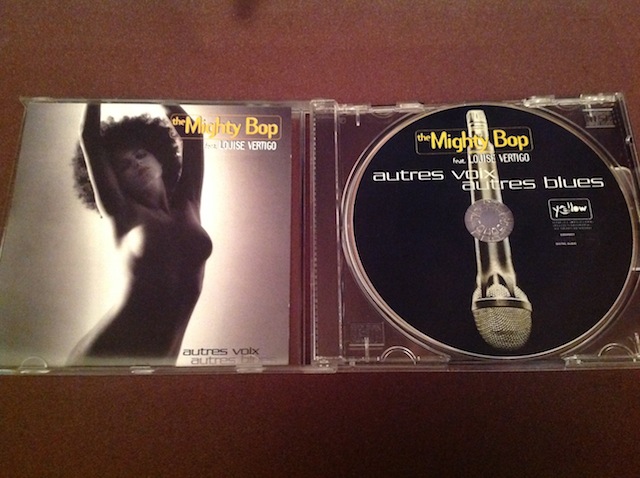 the Mighty Bop
feat. LOUISE VERTIGO
autres voix
autres
the Mighty Bop
feat. LOUISE VERTIGO
autres voix
autres blues
yellow